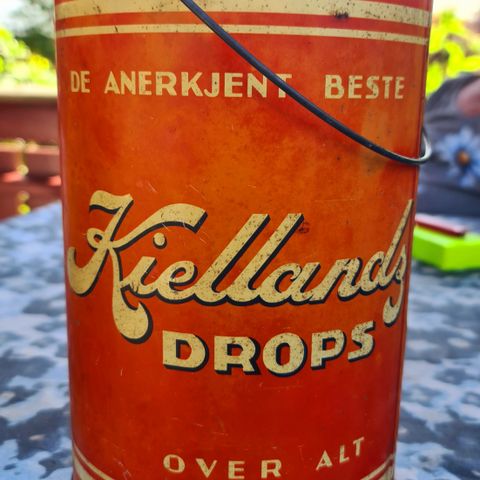 DE ANERKJENT BESTE
Kiellands
DROPS
OVER ALT